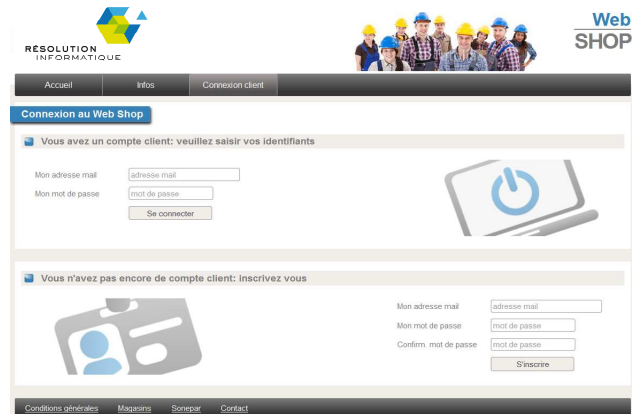 RÉSOLUTION
INFORMATIQUE
Web
SHOP
Accueil Infos Connexion client
Connexion au Web Shop
Vous avez un compte client: veuillez saisir vos identifiants
Mon adresse mail adresse mail
Mon mot de passe mot de passe
Se connecter
Vous n'avez pas encore de compte client: inscrivez vous
Mon adresse mail adresse mail
Mon mot de passe mot de passe
Confirm. mot de passe mot de passe
S'inscrire
Conditions générales Magasins Sonepar Contact